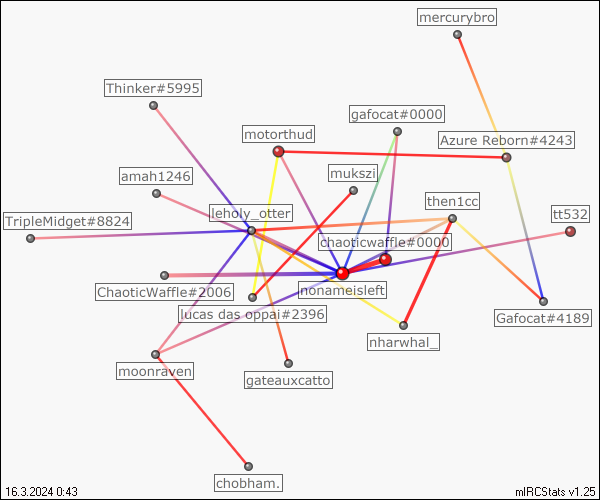 mercurybro
Thinker#5995
gafocat#0000
motorthud
Azure Reborn#4243
mukszi
amah1246
then1cc
leholy_otter
tt532
TripleMidget#8824
chaoticwaffle#0000
nonameisleft
ChaoticWaffle#2006
lucas das oppai#2396
Gafocat#4189
nharwhal_
moonraven
gateauxcatto
chobham.
16.3.2024 0:43
mIRCStats v1.25